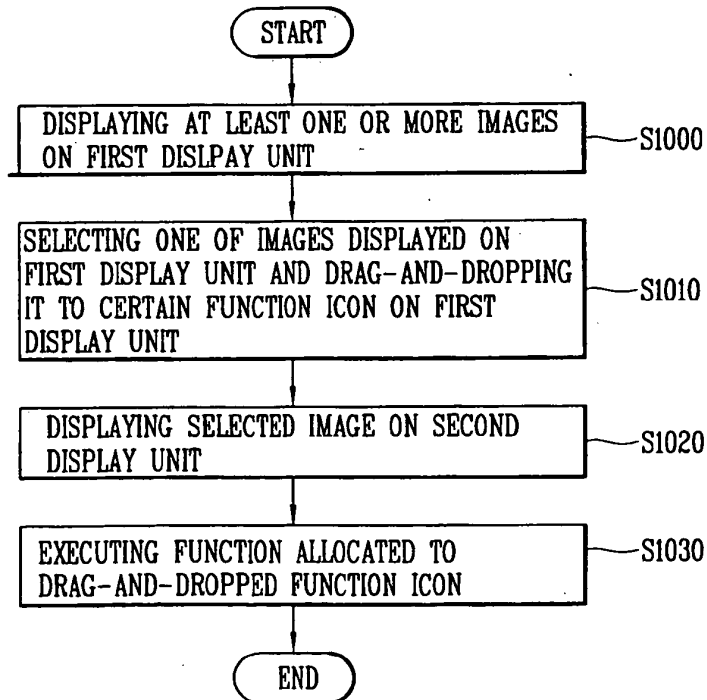 START
DISPLAYING AT LEAST ONE OR MORE IMAGES
ON FIRST DISLPAY UNIT
S1000
SELECTING ONE OF IMAGES DISPLAYED ON
FIRST DISPLAY UNIT AND DRAG-AND-DROPPING
IT TO CERTAIN FUNCTION ICON ON FIRST
DISPLAY UNIT
S1010
DISPLAYING SELECTED IMAGE ON SECOND
DISPLAY UNIT
S1020
EXECUTING FUNCTION ALLOCATED TO
DRAG-AND-DROPPED FUNCTION ICON
S1030
END